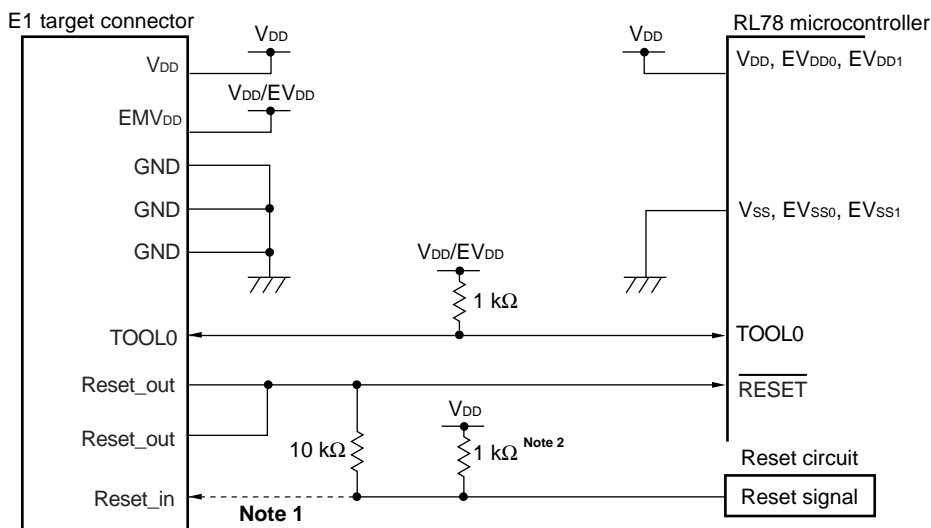 E1 target connector
RL78 microcontroller
VDD
VDD
VDD
VDD, EVDD0, EVDD1
VDD/EVDD
EMVDD
GND
GND
VSS, EVSS0, EVSS1
GND
VDD/EVDD
1 kΩ
TOOL0
TOOL0
Reset_out
RESET
VDD
Reset_out
10 kΩ
1 kΩ Note 2
Reset circuit
Reset_in
Note 1
Reset signal